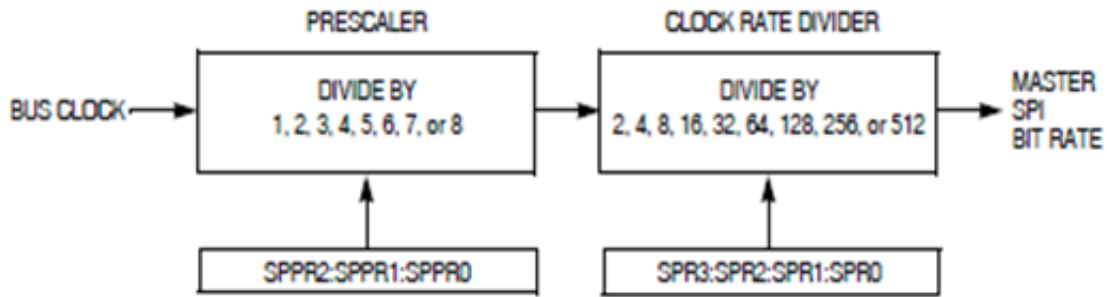 PRESCALER
CLOCK RATE DIVIDER
BUS CLOCK
DIVIDE BY
1, 2, 3, 4, 5, 6, 7, or 8
DIVIDE BY
2, 4, 8, 16, 32, 64, 128, 256, or 512
MASTER
SPI
BIT RATE
SPPR2:SPPR1:SPPR0
SPR3:SPR2:SPR1:SPR0